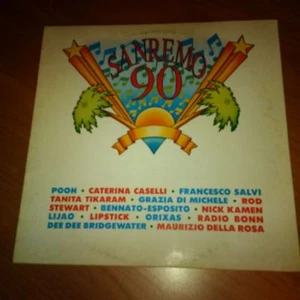 SANREMO
90
POOH • CATERINA CASELLI • FRANCESCO SALVI
TANITA TIKARAM • GRAZIA DI MICHELE • ROD
STEWART • BENNATO-ESPOSITO • NICK KAMEN
LIJAO • LIPSTICK • ORIXAS • RADIO BONN
DEE DEE BRIDGEWATER • MAURIZIO DELLA ROSA